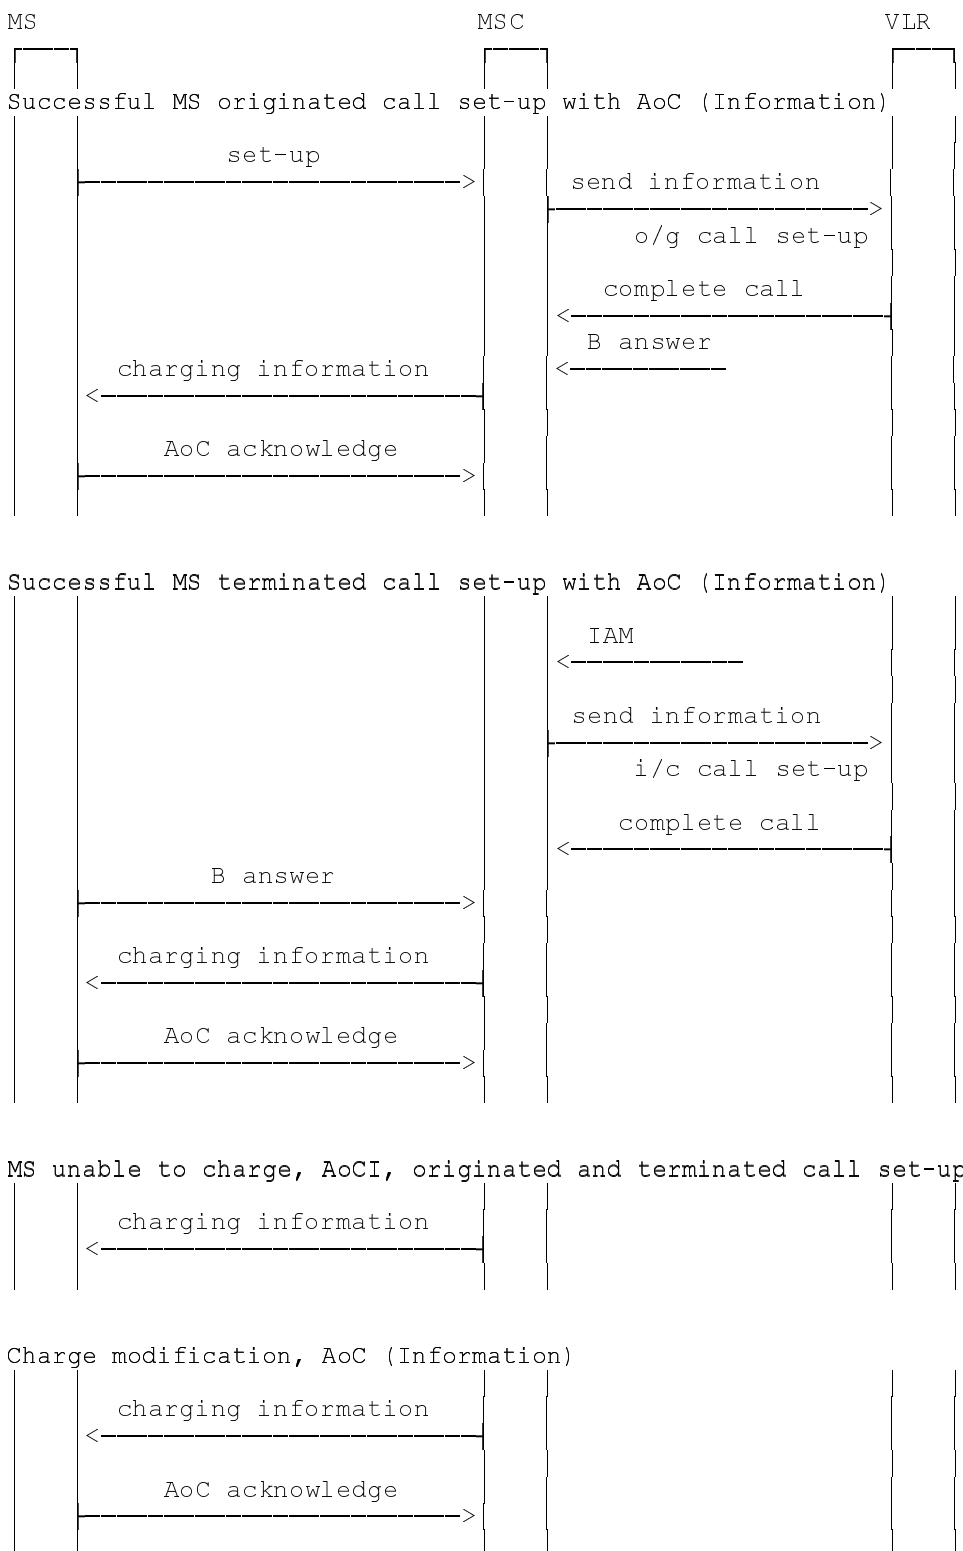 MS MSC VLR
Successful MS originated call set-up with AoC (Information)
set-up
send information
o/g call set-up
complete call
B answer
charging information
AoC acknowledge
Successful MS terminated call set-up with AoC (Information)
IAM
send information
i/c call set-up
complete call
B answer
charging information
AoC acknowledge
MS unable to charge, AoCI, originated and terminated call set-up
charging information
Charge modification, AoC (Information)
charging information
AoC acknowledge